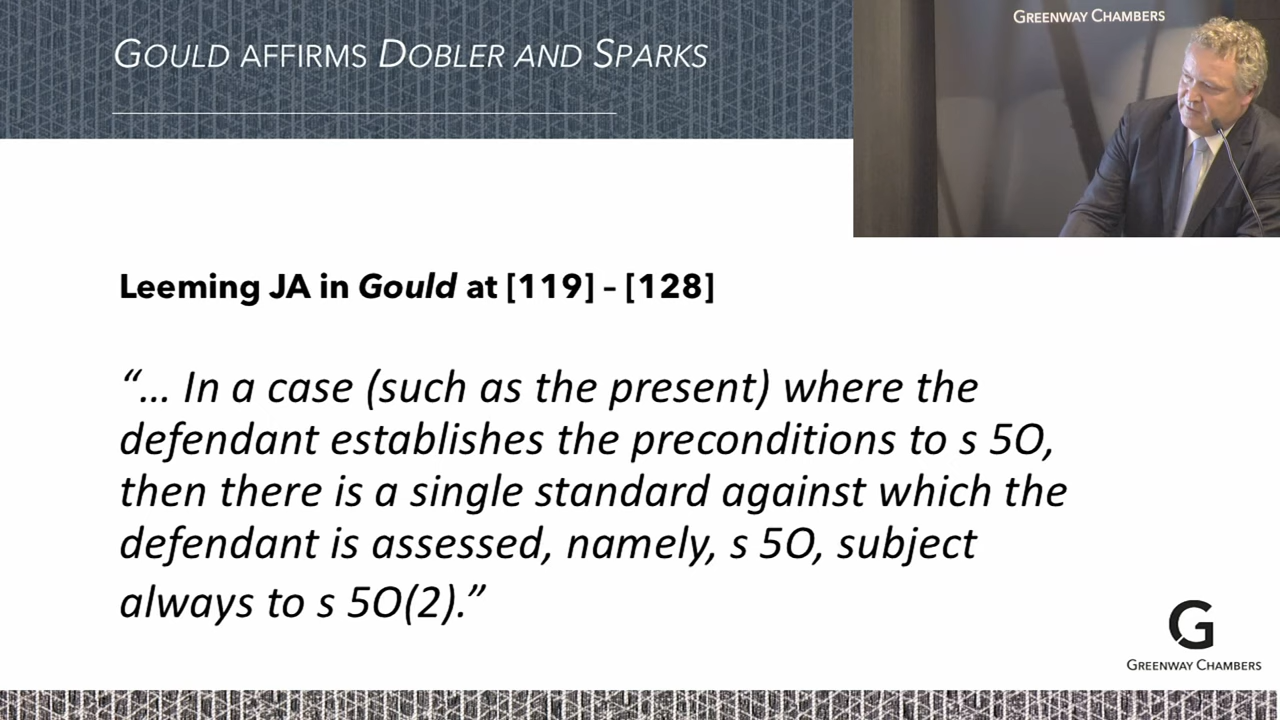 GOULD AFFIRMS DOBLER AND SPARKS
GREENWAY CHAMBERS
Leeming JA in Gould at [119] – [128]
“… In a case (such as the present) where the
defendant establishes the preconditions to s 5O,
then there is a single standard against which the
defendant is assessed, namely, s 5O, subject
always to s 5O(2).”
G
GREENWAY CHAMBERS